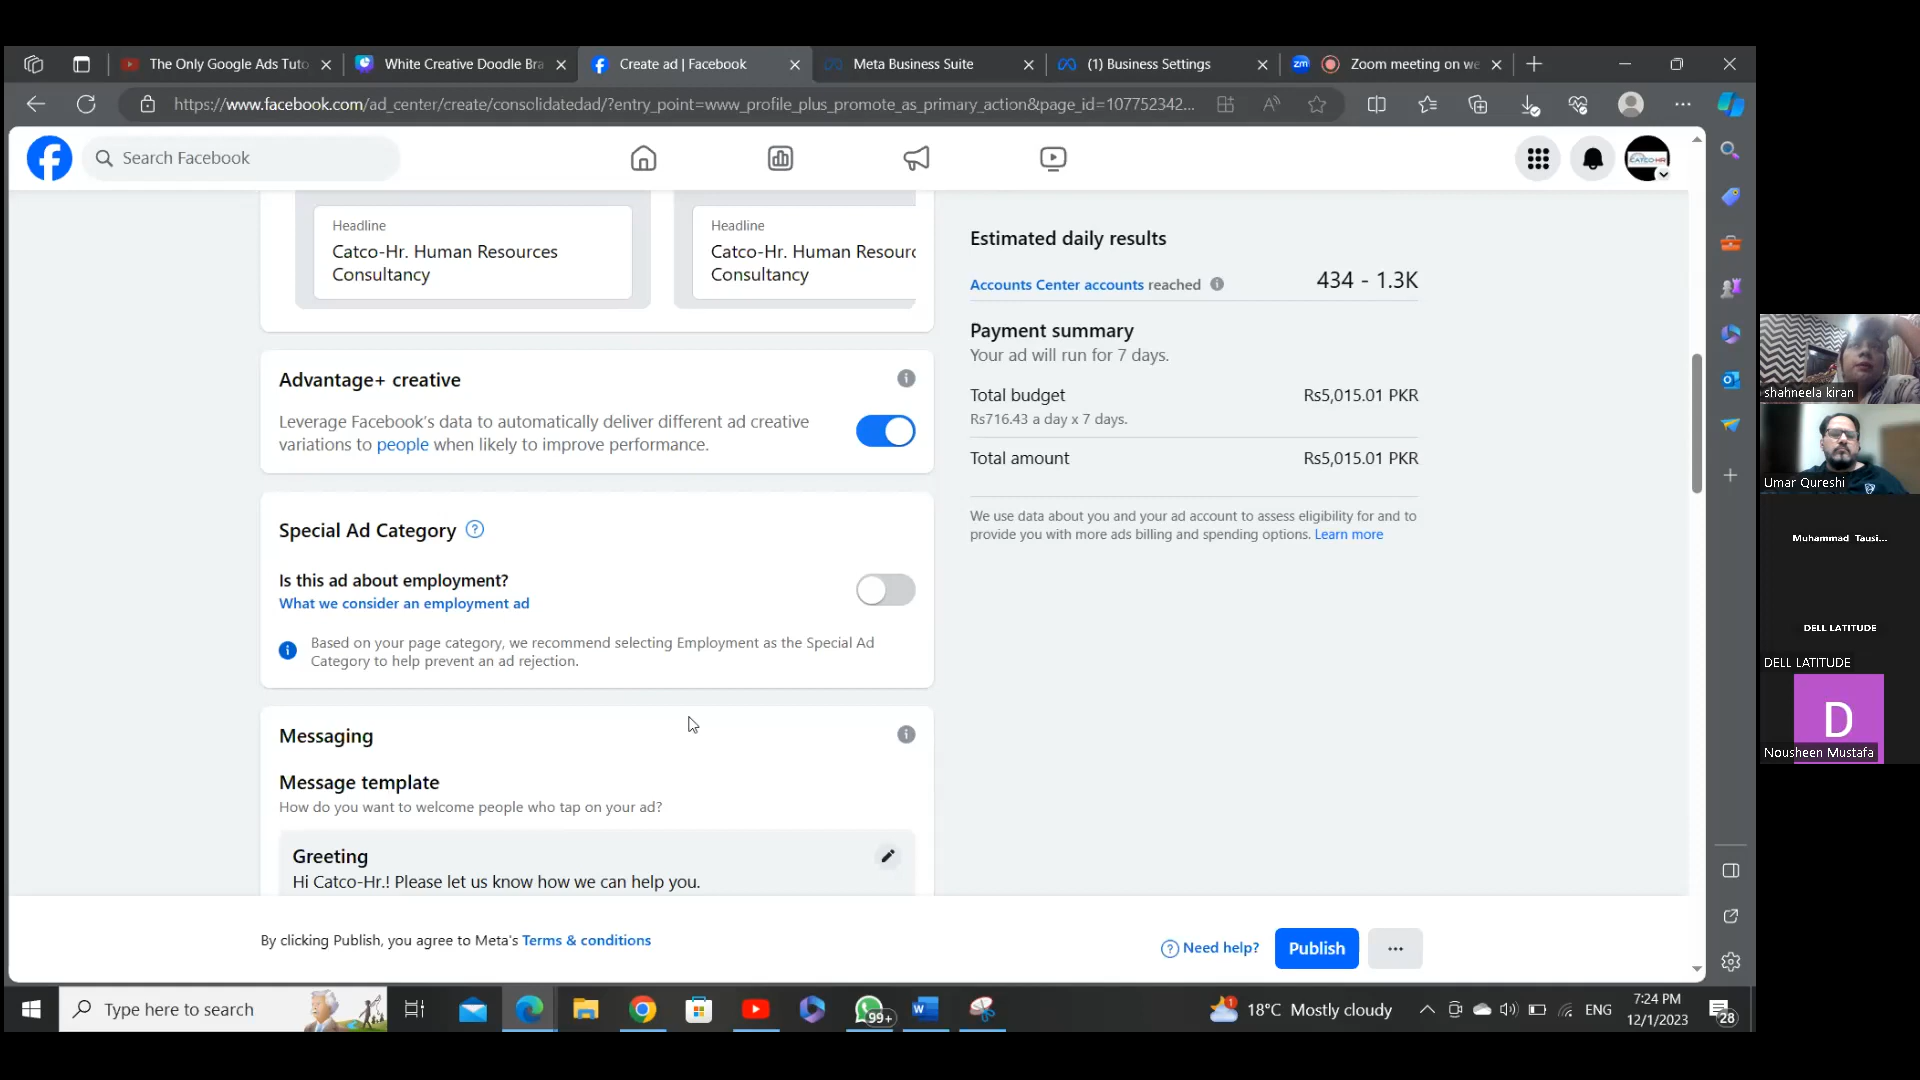 The Only Google Ads Tuto
White Creative Doodle Bra
Create ad | Facebook
Meta Business Suite
(1) Business Settings
zm
Zoom meeting on we
https://www.facebook.com/ad_center/create/consolidatedad/?entry_point=www_profile_plus_promote_as_primary_action&page_id=107752342...
Search Facebook
CATCO-HR
Headline
Catco-Hr. Human Resources
Consultancy
Headline
Catco-Hr. Human Resourc
Consultancy
Advantage+ creative
Leverage Facebook's data to automatically deliver different ad creative
variations to people when likely to improve performance.
Special Ad Category
Is this ad about employment?
What we consider an employment ad
Based on your page category, we recommend selecting Employment as the Special Ad
Category to help prevent an ad rejection.
Messaging
Message template
How do you want to welcome people who tap on your ad?
Greeting
Hi Catco-Hr.! Please let us know how we can help you.
Estimated daily results
Accounts Center accounts reached
434 - 1.3K
Payment summary
Your ad will run for 7 days.
Total budget
Rs5,015.01 PKR
Rs716.43 a day x 7 days.
Total amount
Rs5,015.01 PKR
We use data about you and your ad account to assess eligibility for and to
provide you with more ads billing and spending options. Learn more
By clicking Publish, you agree to Meta's Terms & conditions
Need help?
Publish
shahneela kiran
Umar Qureshi
Muhammad Tausi...
DELL LATITUDE
DELL LATITUDE
D
Nousheen Mustafa
Type here to search
99+
18°C Mostly cloudy
ENG
7:24 PM
12/1/2023
28